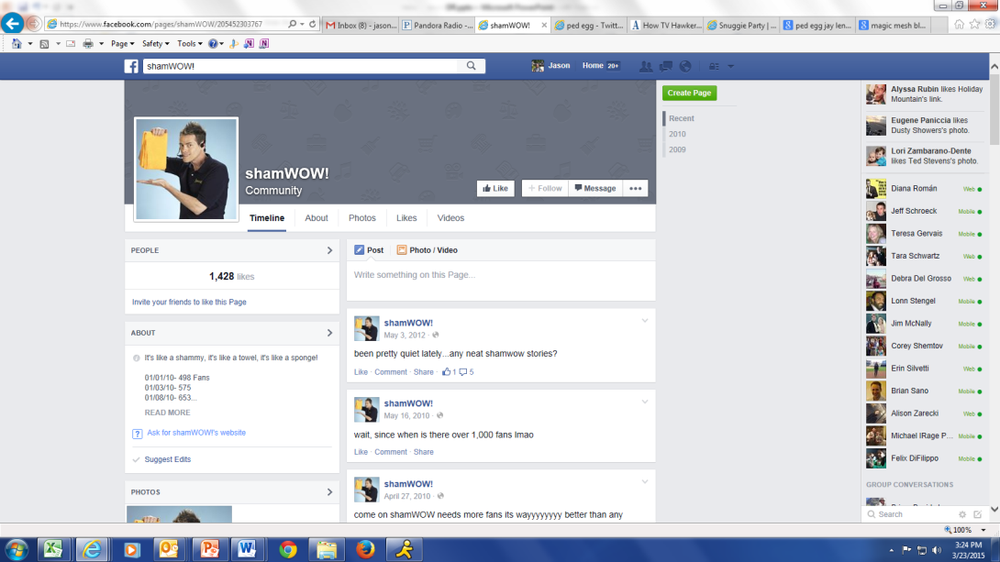 https://www.facebook.com/pages/shamWOW/205452303767
Inbox (8) - jason...
Pandora Radio -...
shamWOW!
ped egg - Twitt...
How TV Hawker...
Snuggie Party | ...
ped egg jay len...
magic mesh bl...
Page
Safety
Tools
shamWOW!
Jason
Home 20+
Create Page
Recent
2010
2009
shamWOW!
Community
Like
+ Follow
Message
Timeline
About
Photos
Likes
Videos
PEOPLE
1,428 likes
Invite your friends to like this Page
ABOUT
It's like a shammy, it's like a towel, it's like a sponge!
01/01/10- 498 Fans
01/03/10- 575
01/08/10- 653...
READ MORE
Ask for shamWOW!'s website
Suggest Edits
PHOTOS
Post
Photo / Video
Write something on this Page...
shamWOW!
May 3, 2012 ·
been pretty quiet lately...any neat shamwow stories?
Like · Comment · Share · 1 5
shamWOW!
May 16, 2010 ·
wait, since when is there over 1,000 fans lmao
Like · Comment · Share
shamWOW!
April 27, 2010 ·
come on shamWOW needs more fans its wayyyyyyy better than any
Alyssa Rubin likes Holiday
Mountain's link.
Eugene Paniccia likes
Dusty Showers's photo.
Lori Zambarano-Dente
likes Ted Stevens's photo.
Diana Román Web
Jeff Schroeck Mobile
Teresa Gervais Mobile
Tara Schwartz Web
Debra Del Grosso Web
Lonn Stengel Mobile
Jim McNally Mobile
Corey Shemtov Mobile
Erin Silvetti Web
Brian Sano Mobile
Alison Zarecki Web
Michael IRage P... Mobile
Felix DiFilippo Mobile
GROUP CONVERSATIONS
Search
100%
3:24 PM
3/23/2015